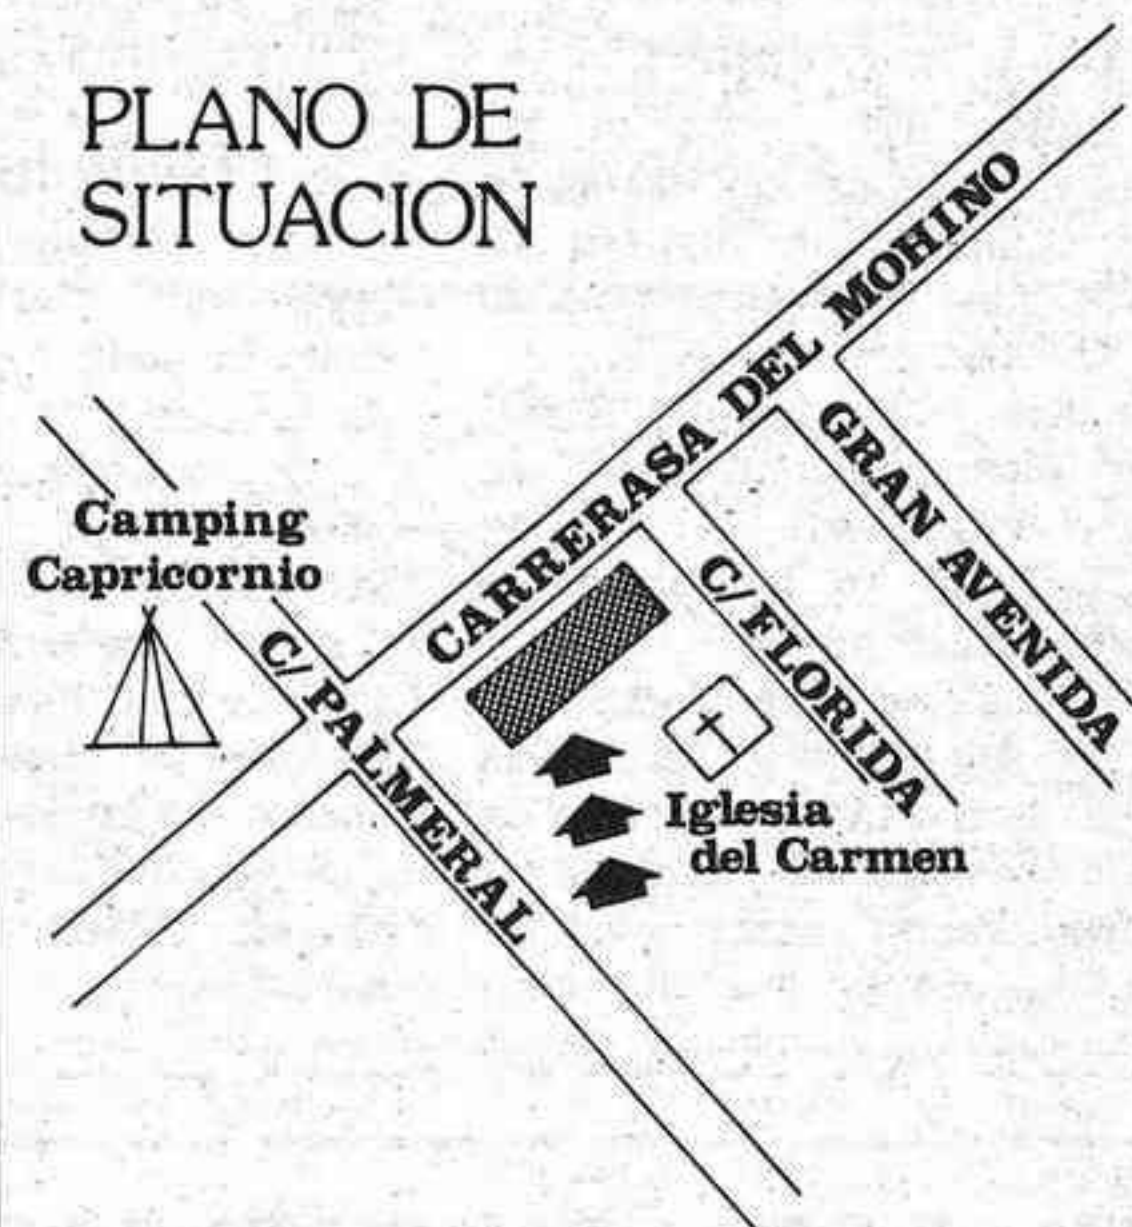 PLANO DE
SITUACION
CARRERASA DEL MOHINO
GRAN AVENIDA
Camping
Capricornio
C/ FLORIDA
C/ PALMERAL
Iglesia
del Carmen